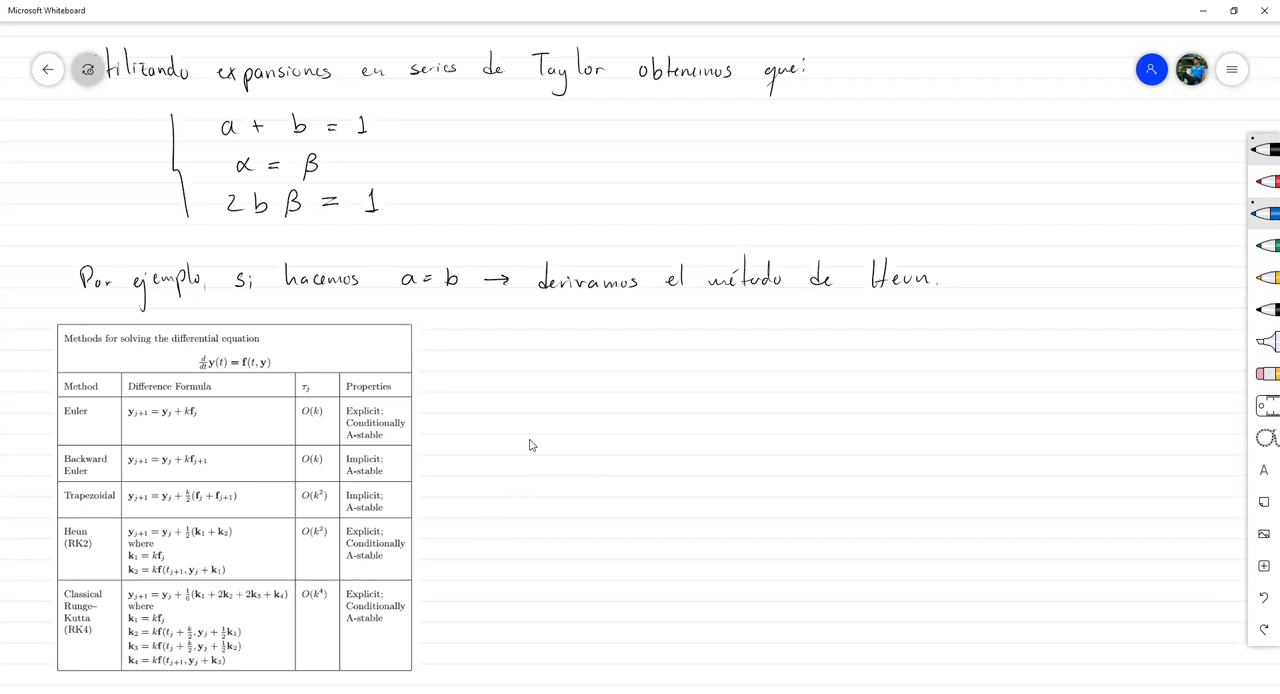 Microsoft Whiteboard
tilizando expansiones en series de Taylor obtenemos que:
a + b = 1
α = β
2 b β = 1
Por ejemplo, si hacemos a = b → derivamos el método de Heun.
Methods for solving the differential equation
d/dt y(t) = f(t, y)
Method Difference Formula τj Properties
Euler yj+1 = yj + kfj O(k) Explicit; Conditionally A-stable
Backward Euler yj+1 = yj + kfj+1 O(k) Implicit; A-stable
Trapezoidal yj+1 = yj + k/2(fj + fj+1) O(k²) Implicit; A-stable
Heun (RK2) yj+1 = yj + 1/2(k1 + k2) where k1 = kfj k2 = kf(tj+1, yj + k1) O(k²) Explicit; Conditionally A-stable
Classical Runge–Kutta (RK4) yj+1 = yj + 1/6(k1 + 2k2 + 2k3 + k4) where k1 = kfj k2 = kf(tj + k/2, yj + 1/2k1) k3 = kf(tj + k/2, yj + 1/2k2) k4 = kf(tj+1, yj + k3) O(k⁴) Explicit; Conditionally A-stable
A